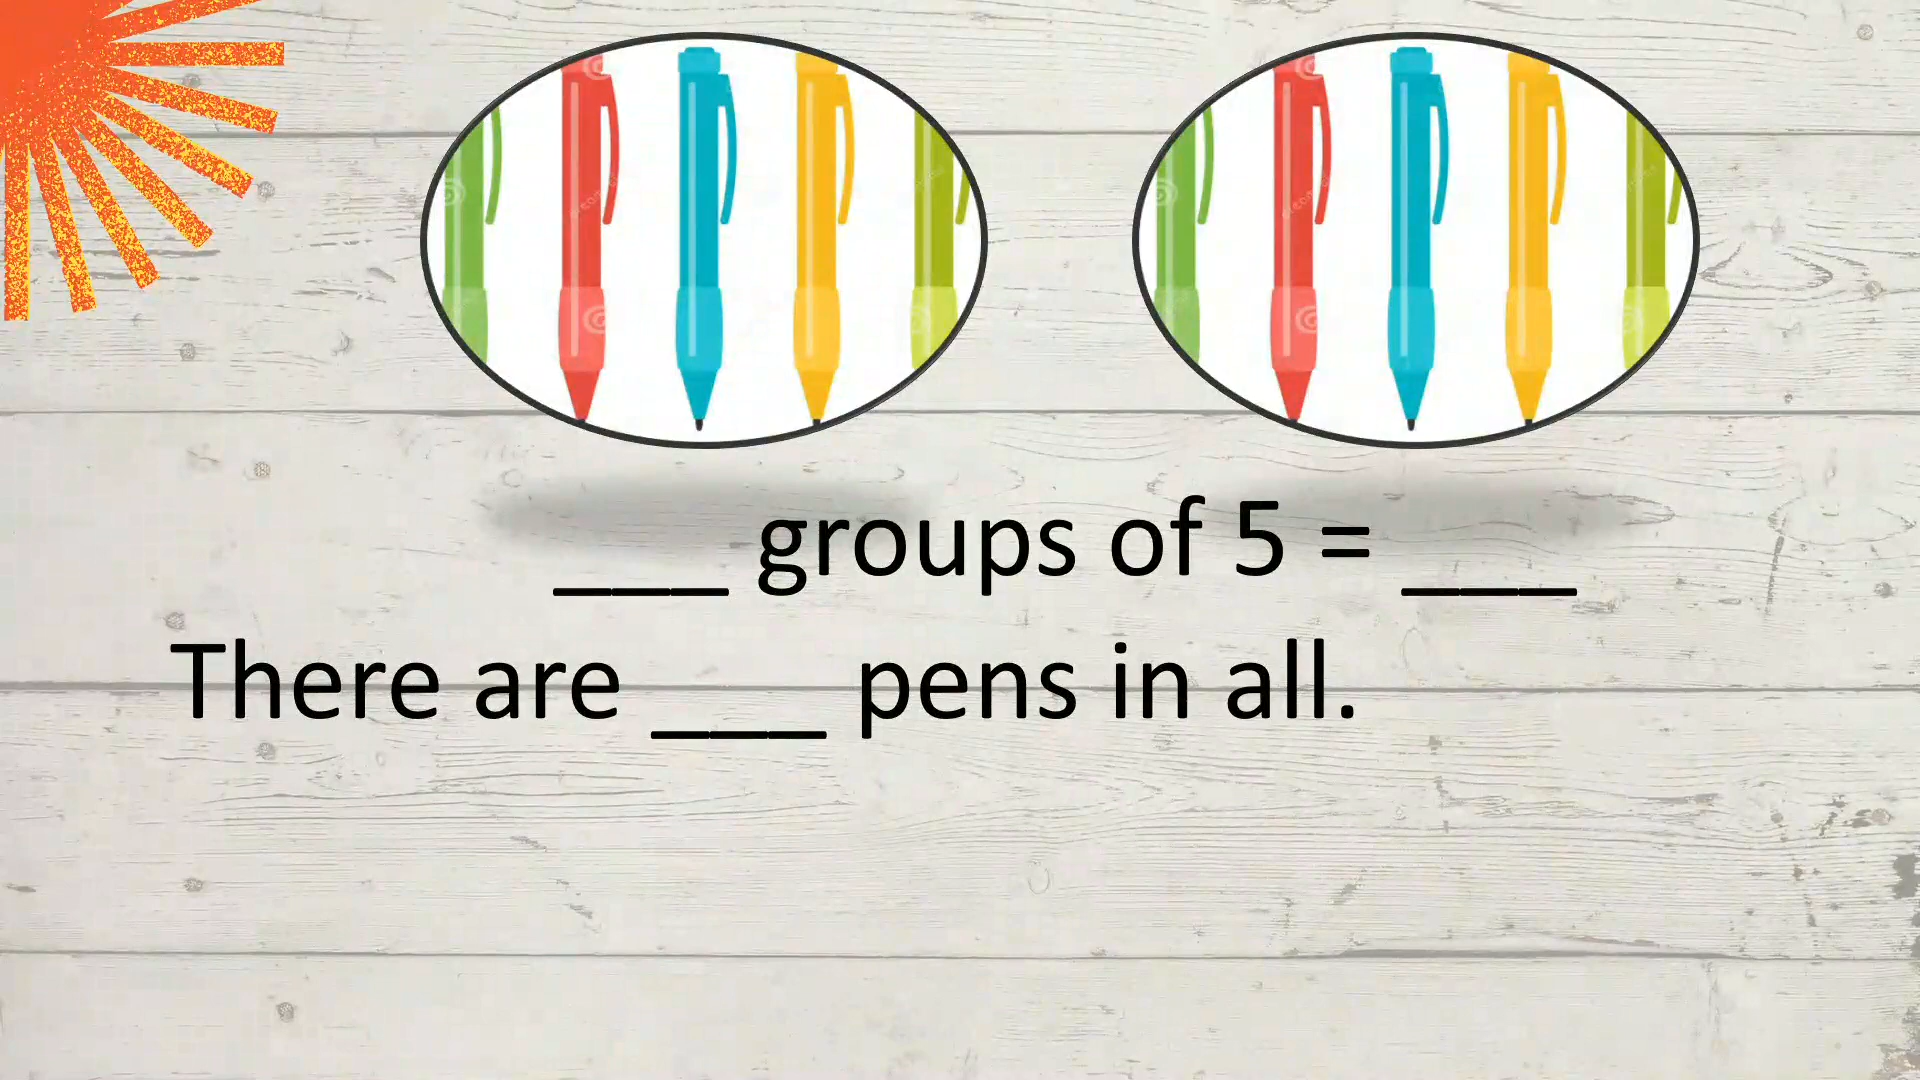 ___ groups of 5 = ___
There are ___ pens in all.